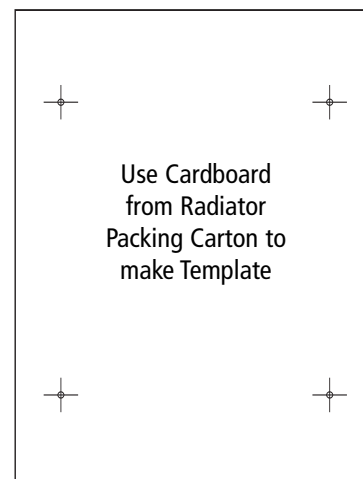 Use Cardboard
from Radiator
Packing Carton to
make Template